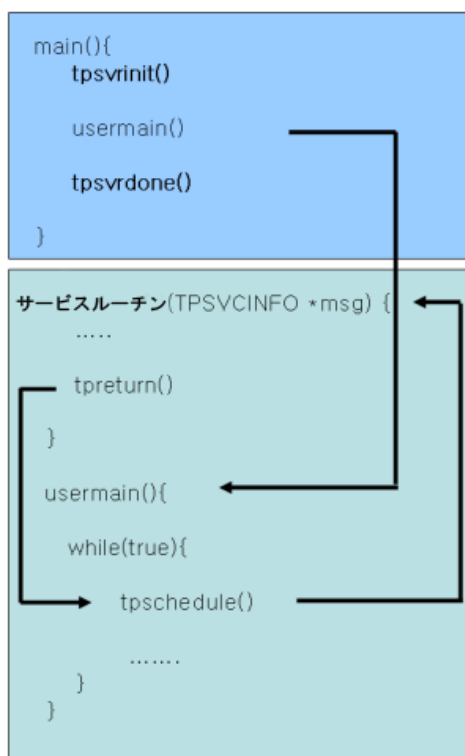 main(){
tpsvrinit()
usermain()
tpsvrdone()
}
サービスルーチン(TPSVCINFO *msg) {
.....
tpreturn()
}
usermain(){
while(true){
tpschedule()
.......
}
}